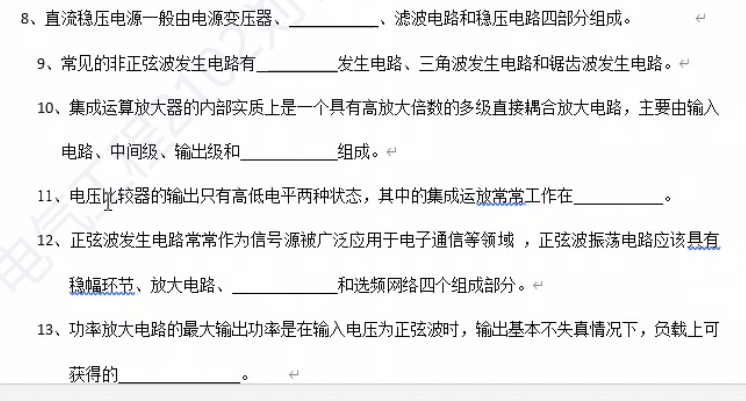 8、直流稳压电源一般由电源变压器、__________、滤波电路和稳压电路四部分组成。
9、常见的非正弦波发生电路有_________发生电路、三角波发生电路和锯齿波发生电路。
10、集成运算放大器的内部实质上是一个具有高放大倍数的多级直接耦合放大电路，主要由输入
电路、中间级、输出级和___________组成。
11、电压比较器的输出只有高低电平两种状态，其中的集成运放常常工作在__________。
12、正弦波发生电路常常作为信号源被广泛应用于电子通信等领域 ，正弦波振荡电路应该具有
稳幅环节、放大电路、____________和选频网络四个组成部分。
13、功率放大电路的最大输出功率是在输入电压为正弦波时，输出基本不失真情况下，负载上可
获得的______________。
电气工程2102